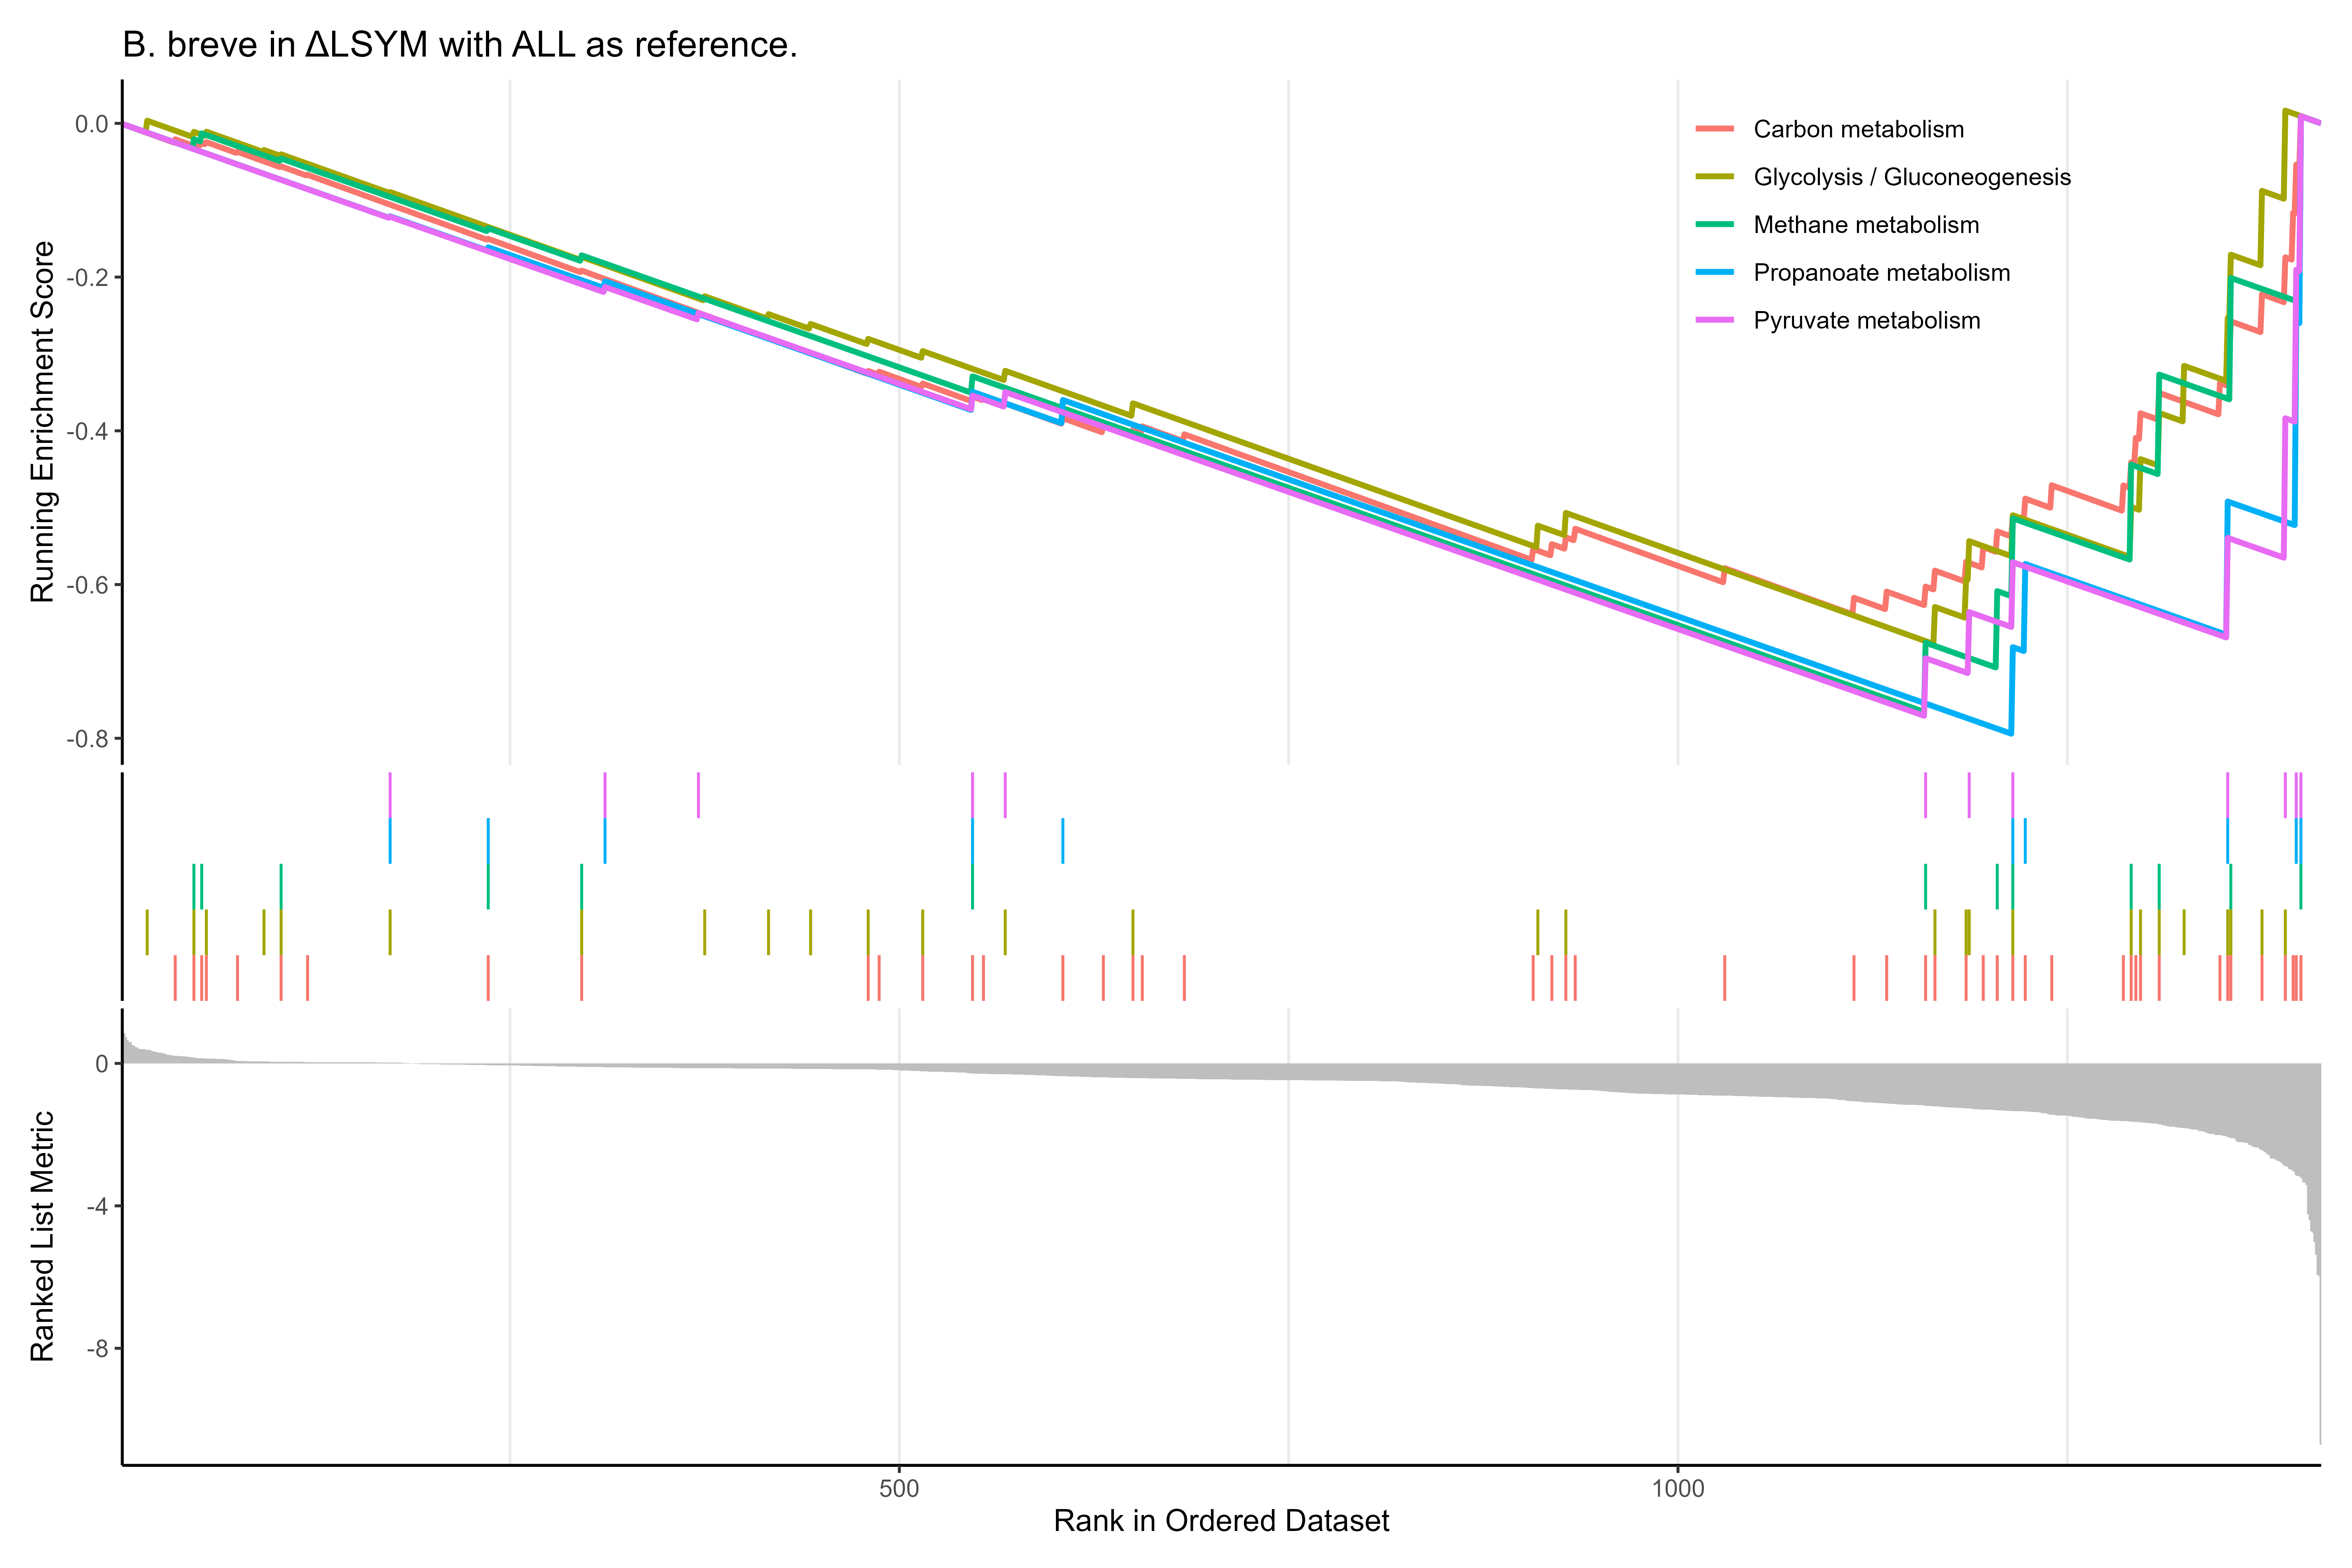 B. breve in ΔLSYM with ALL as reference.
Running Enrichment Score
0.0
-0.2
-0.4
-0.6
-0.8
Carbon metabolism
Glycolysis / Gluconeogenesis
Methane metabolism
Propanoate metabolism
Pyruvate metabolism
Ranked List Metric
0
-4
-8
500
1000
Rank in Ordered Dataset